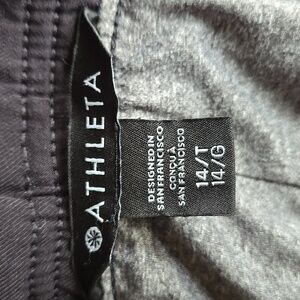 ATHLETA
DESIGNED IN
SAN FRANCISCO
CONÇU À
SAN FRANCISCO
14/T
14/G